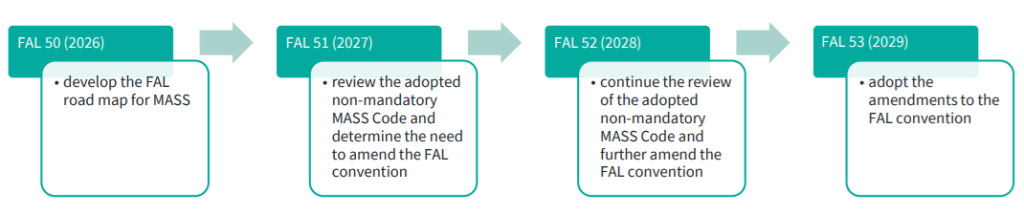 FAL 50 (2026)
• develop the FAL
road map for MASS
FAL 51 (2027)
• review the adopted
non-mandatory
MASS Code and
determine the need
to amend the FAL
convention
FAL 52 (2028)
• continue the review
of the adopted
non-mandatory
MASS Code and
further amend the
FAL convention
FAL 53 (2029)
• adopt the
amendments to the
FAL convention